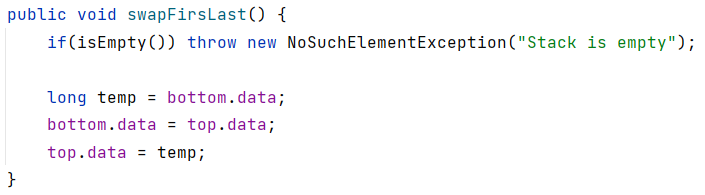 public void swapFirsLast() {
    if(isEmpty()) throw new NoSuchElementException("Stack is empty");

    long temp = bottom.data;
    bottom.data = top.data;
    top.data = temp;
}